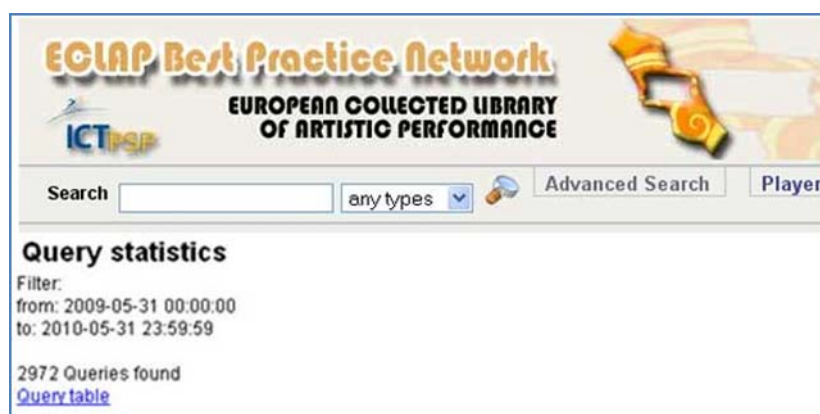 ECLAP Best Practice Network
EUROPEAN COLLECTED LIBRARY
OF ARTISTIC PERFORMANCE
ICTPSP
Search any types Advanced Search Player
Query statistics
Filter:
from: 2009-05-31 00:00:00
to: 2010-05-31 23:59:59
2972 Queries found
Query table